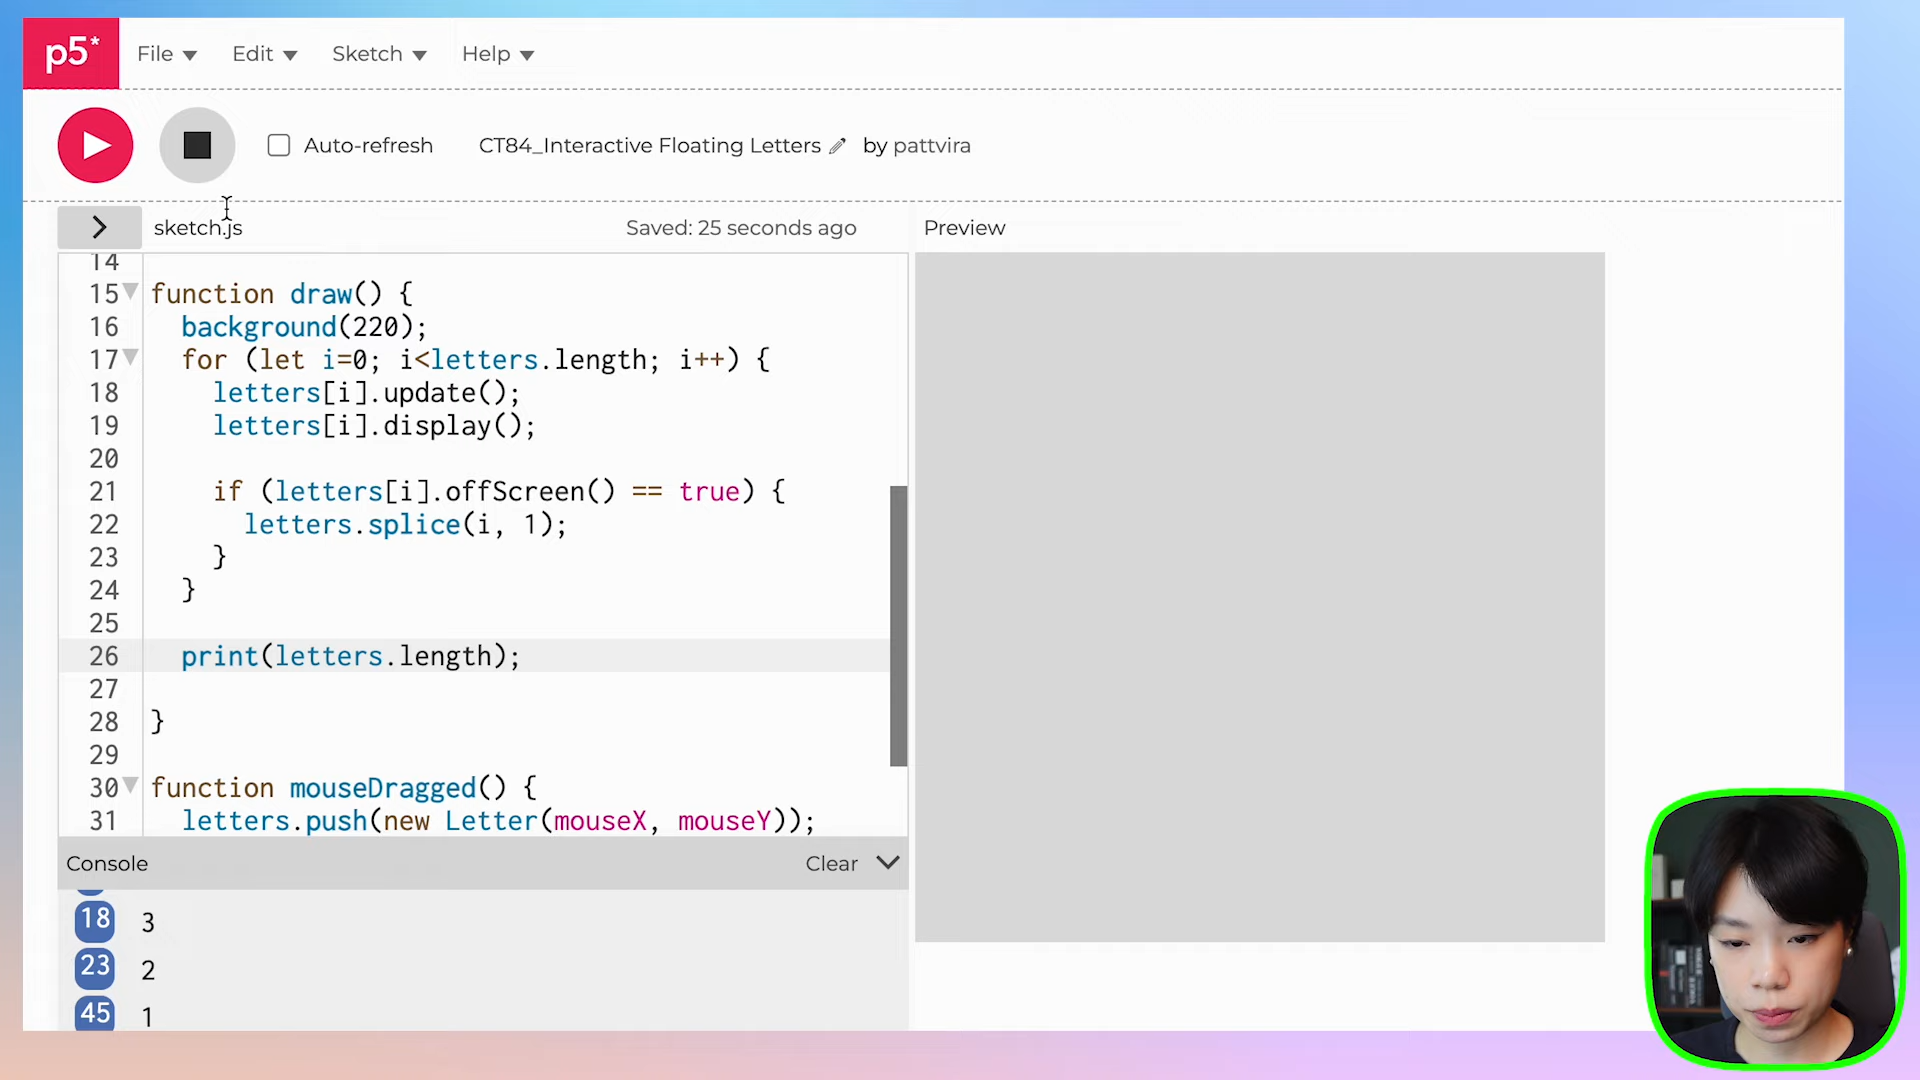 p5*
File
Edit
Sketch
Help
Auto-refresh
CT84_Interactive Floating Letters
by pattvira
sketch.js
Saved: 25 seconds ago
Preview
14
15 function draw() {
16 background(220);
17 for (let i=0; i<letters.length; i++) {
18 letters[i].update();
19 letters[i].display();
20
21 if (letters[i].offScreen() == true) {
22 letters.splice(i, 1);
23 }
24 }
25
26 print(letters.length);
27
28 }
29
30 function mouseDragged() {
31 letters.push(new Letter(mouseX, mouseY));
Console
Clear
18 3
23 2
45 1